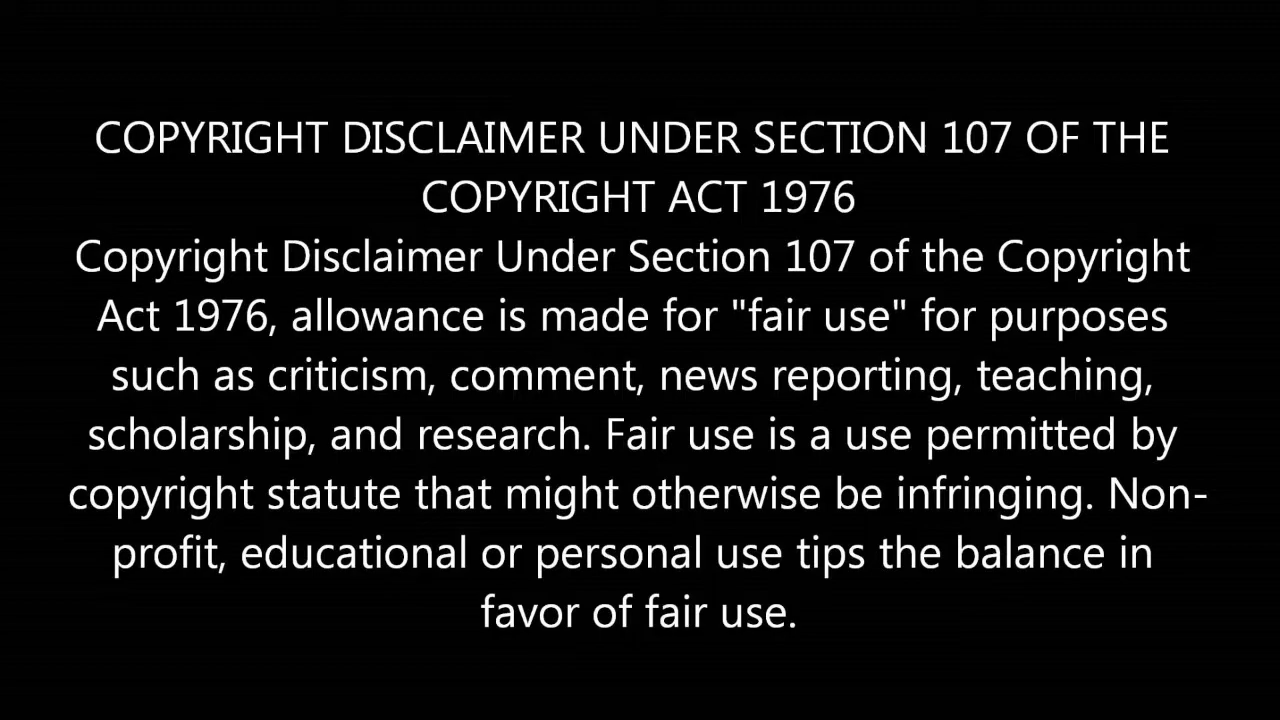 COPYRIGHT DISCLAIMER UNDER SECTION 107 OF THE
COPYRIGHT ACT 1976
Copyright Disclaimer Under Section 107 of the Copyright
Act 1976, allowance is made for "fair use" for purposes
such as criticism, comment, news reporting, teaching,
scholarship, and research. Fair use is a use permitted by
copyright statute that might otherwise be infringing. Non-
profit, educational or personal use tips the balance in
favor of fair use.